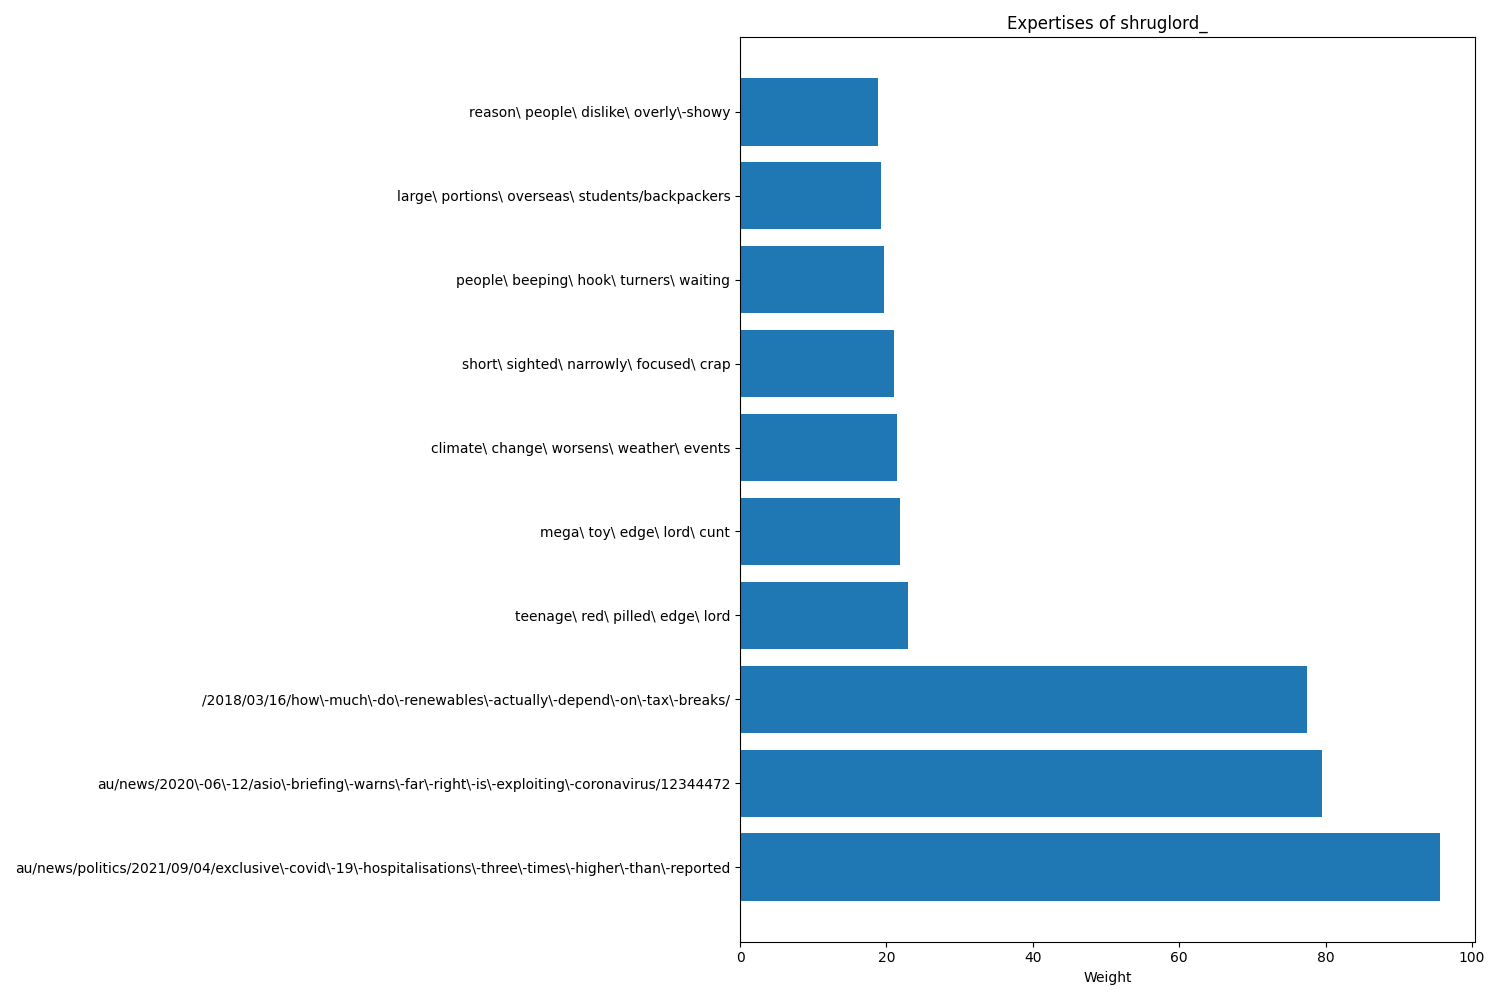 Expertises of shruglord_
reason\ people\ dislike\ overly\-showy
large\ portions\ overseas\ students/backpackers
people\ beeping\ hook\ turners\ waiting
short\ sighted\ narrowly\ focused\ crap
climate\ change\ worsens\ weather\ events
mega\ toy\ edge\ lord\ cunt
teenage\ red\ pilled\ edge\ lord
/2018/03/16/how\-much\-do\-renewables\-actually\-depend\-on\-tax\-breaks/
au/news/2020\-06\-12/asio\-briefing\-warns\-far\-right\-is\-exploiting\-coronavirus/12344472
au/news/politics/2021/09/04/exclusive\-covid\-19\-hospitalisations\-three\-times\-higher\-than\-reported
0 20 40 60 80 100
Weight